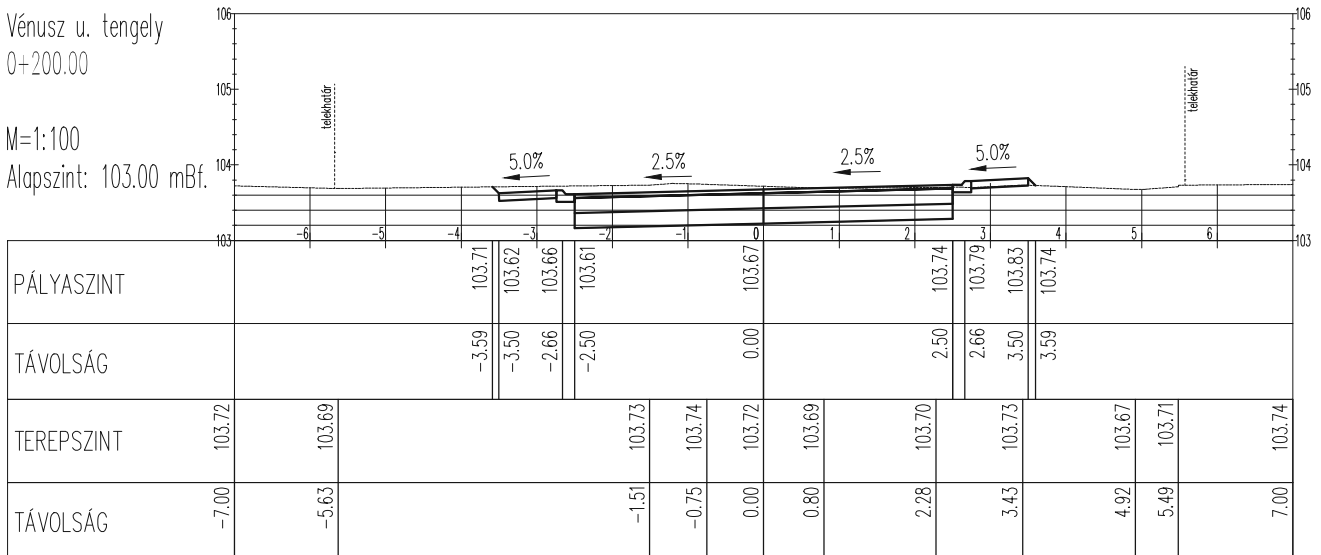 Vénusz u. tengely
0+200.00
M=1:100
Alapszint: 103.00 mBf.
106 106
105 105
104 104
103 103
telekhatár telekhatár
5.0% 2.5% 2.5% 5.0%
-6 -5 -4 -3 -2 -1 0 1 2 3 4 5 6
PÁLYASZINT 103.71 103.62 103.66 103.61 103.67 103.74 103.79 103.83 103.74
TÁVOLSÁG -3.59 -3.50 -2.66 -2.50 0.00 2.50 2.66 3.50 3.59
TEREPSZINT 103.72 103.69 103.73 103.74 103.72 103.69 103.70 103.73 103.67 103.71 103.74
TÁVOLSÁG -7.00 -5.63 -1.51 -0.75 0.00 0.80 2.28 3.43 4.92 5.49 7.00